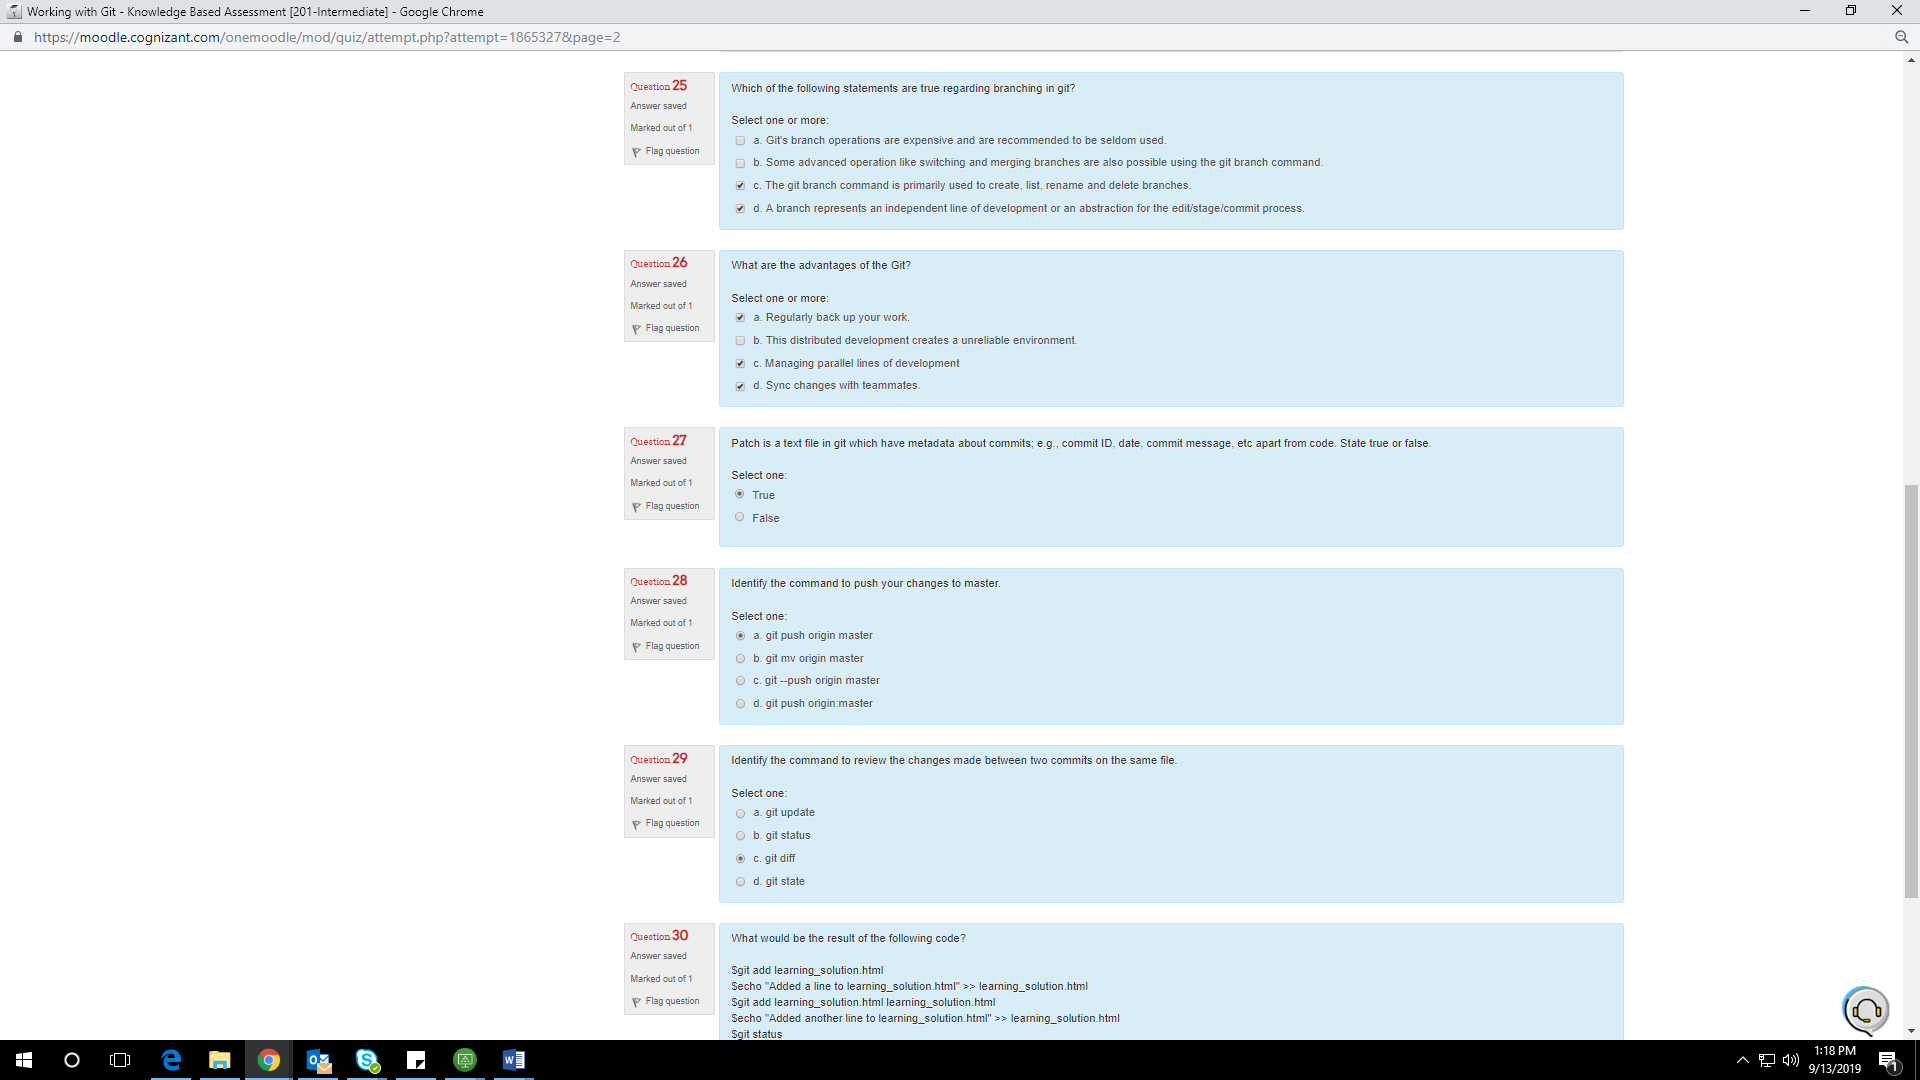 Working with Git - Knowledge Based Assessment [201-Intermediate] - Google Chrome
https://moodle.cognizant.com/onemoodle/mod/quiz/attempt.php?attempt=1865327&page=2
Question 25
Answer saved
Marked out of 1
Flag question
Which of the following statements are true regarding branching in git?
Select one or more:
a. Git's branch operations are expensive and are recommended to be seldom used.
b. Some advanced operation like switching and merging branches are also possible using the git branch command.
c. The git branch command is primarily used to create, list, rename and delete branches.
d. A branch represents an independent line of development or an abstraction for the edit/stage/commit process.
Question 26
Answer saved
Marked out of 1
Flag question
What are the advantages of the Git?
Select one or more:
a. Regularly back up your work.
b. This distributed development creates a unreliable environment.
c. Managing parallel lines of development
d. Sync changes with teammates.
Question 27
Answer saved
Marked out of 1
Flag question
Patch is a text file in git which have metadata about commits; e.g., commit ID, date, commit message, etc apart from code. State true or false.
Select one:
True
False
Question 28
Answer saved
Marked out of 1
Flag question
Identify the command to push your changes to master.
Select one:
a. git push origin master
b. git mv origin master
c. git --push origin master
d. git push origin:master
Question 29
Answer saved
Marked out of 1
Flag question
Identify the command to review the changes made between two commits on the same file.
Select one:
a. git update
b. git status
c. git diff
d. git state
Question 30
Answer saved
Marked out of 1
Flag question
What would be the result of the following code?
$git add learning_solution.html
$echo "Added a line to learning_solution.html" >> learning_solution.html
$git add learning_solution.html learning_solution.html
$echo "Added another line to learning_solution.html" >> learning_solution.html
$git status
1:18 PM
9/13/2019
1